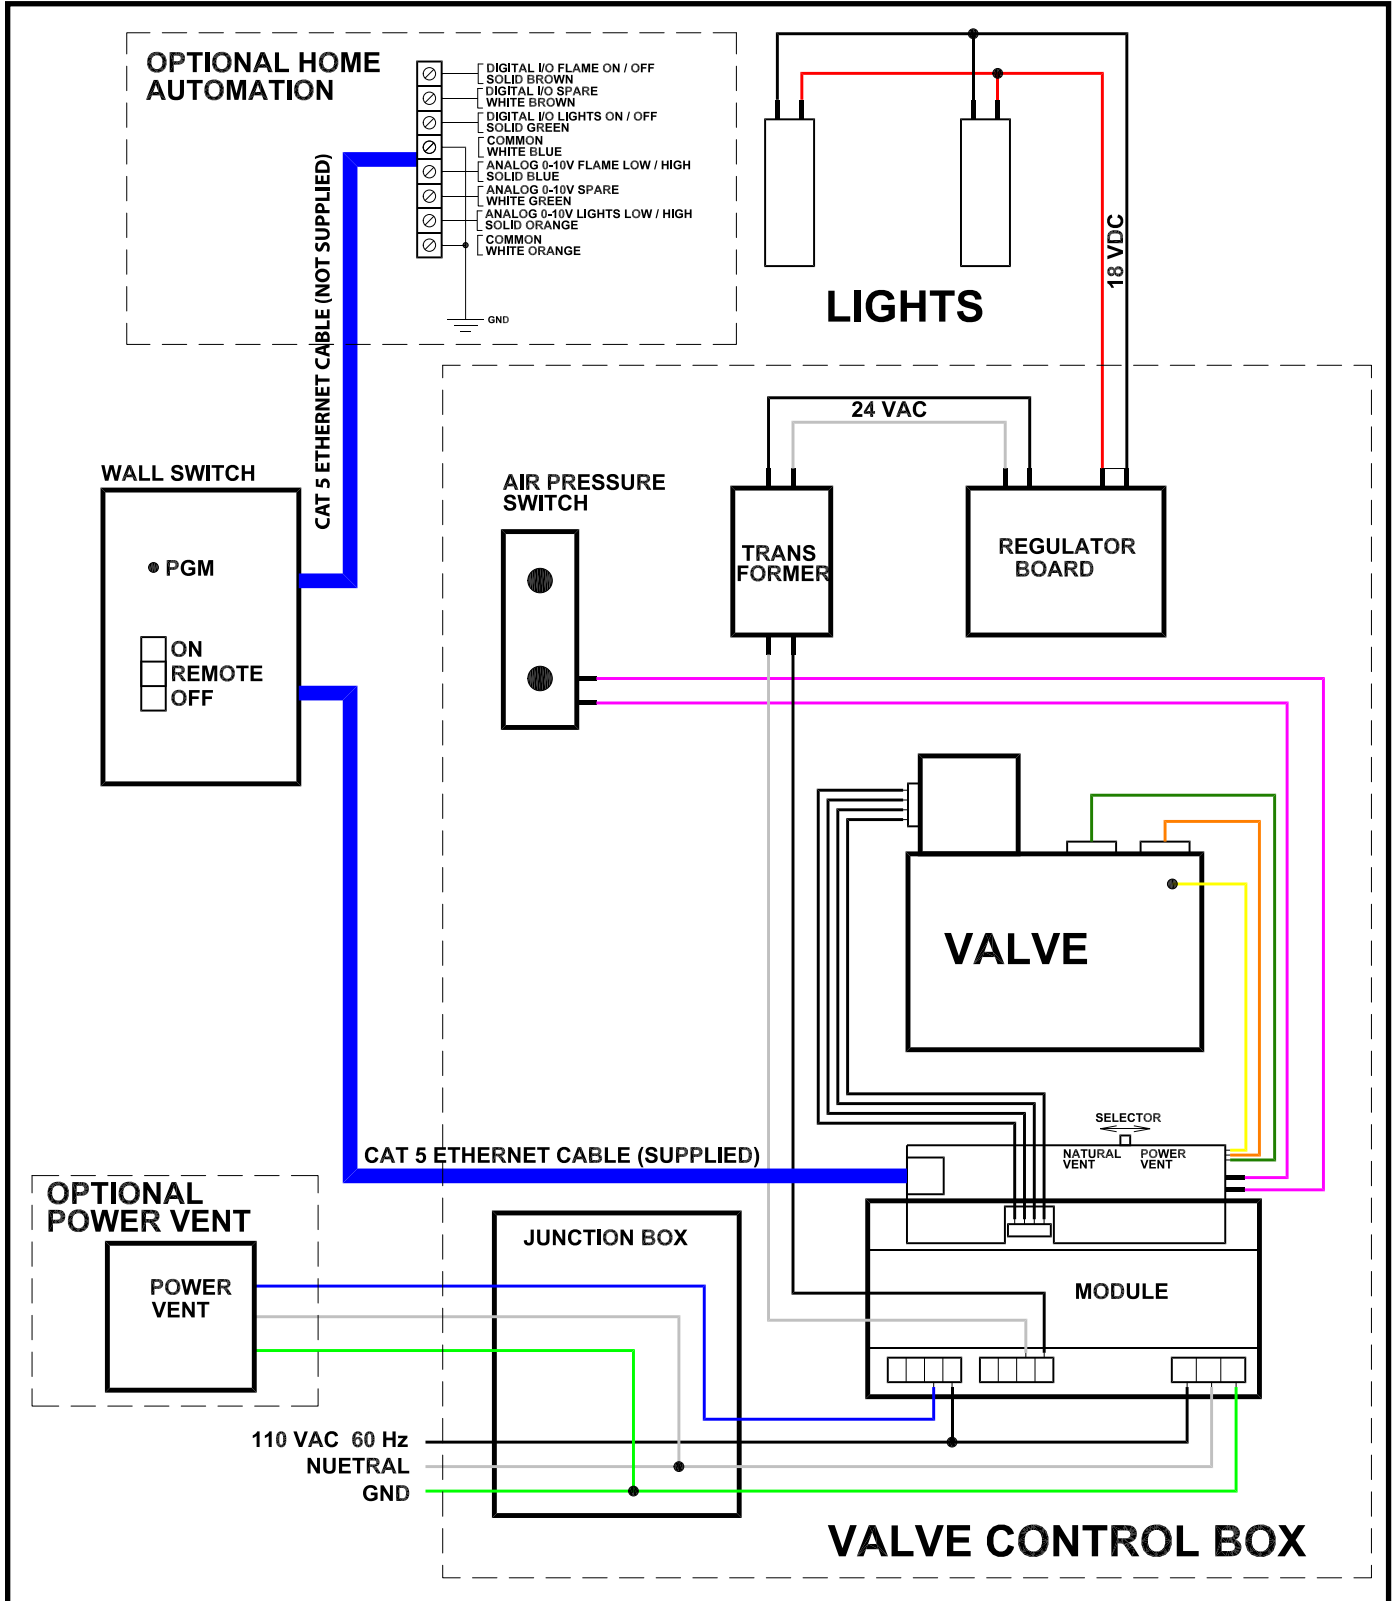 OPTIONAL HOME
AUTOMATION
DIGITAL I/O FLAME ON / OFF
SOLID BROWN
DIGITAL I/O SPARE
WHITE BROWN
DIGITAL I/O LIGHTS ON / OFF
SOLID GREEN
COMMON
WHITE BLUE
ANALOG 0-10V FLAME LOW / HIGH
SOLID BLUE
ANALOG 0-10V SPARE
WHITE GREEN
ANALOG 0-10V LIGHTS LOW / HIGH
SOLID ORANGE
COMMON
WHITE ORANGE
GND
CAT 5 ETHERNET CABLE (NOT SUPPLIED)
LIGHTS
18 VDC
24 VAC
WALL SWITCH
PGM
ON
REMOTE
OFF
AIR PRESSURE
SWITCH
TRANS
FORMER
REGULATOR
BOARD
VALVE
SELECTOR
NATURAL
VENT
POWER
VENT
CAT 5 ETHERNET CABLE (SUPPLIED)
OPTIONAL
POWER VENT
POWER
VENT
JUNCTION BOX
MODULE
110 VAC 60 Hz
NUETRAL
GND
VALVE CONTROL BOX